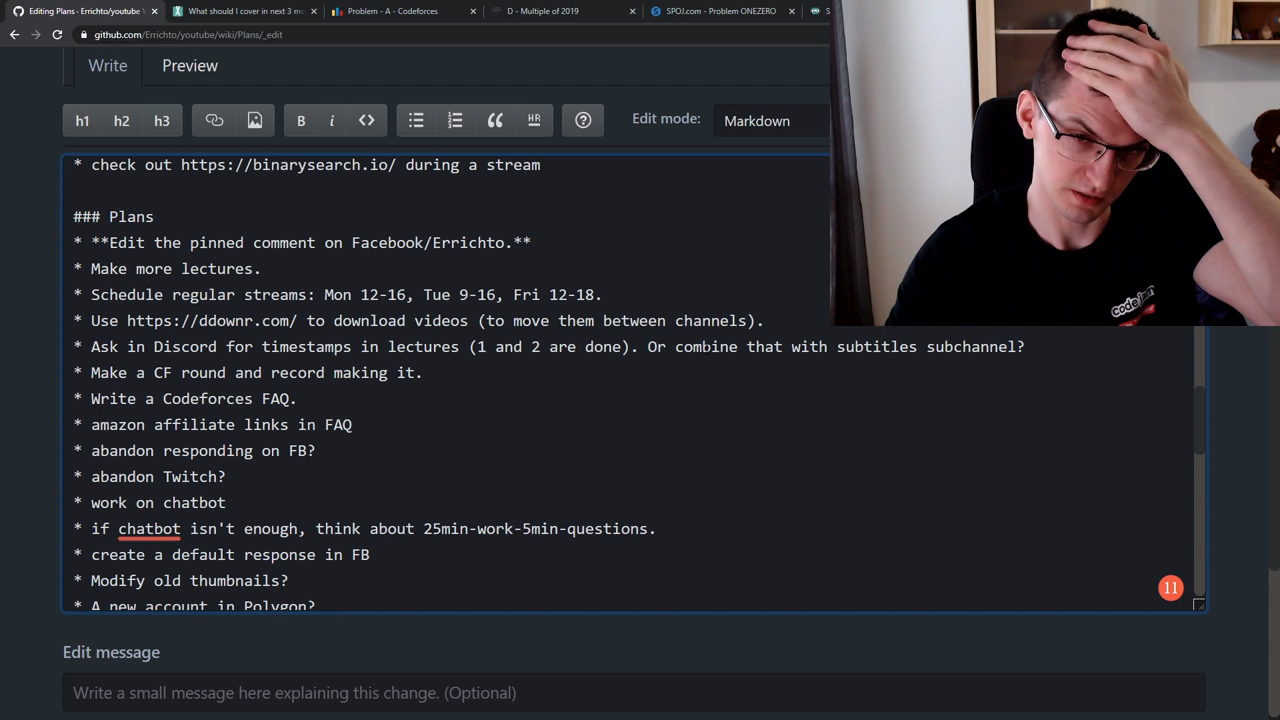 Editing Plans · Errichto/youtube W
What should I cover in next 3 mo
Problem - A - Codeforces
D - Multiple of 2019
SPOJ.com - Problem ONEZERO
S
github.com/Errichto/youtube/wiki/Plans/_edit
Write
Preview
h1 h2 h3
B i <>
HR
Edit mode: Markdown
* check out https://binarysearch.io/ during a stream
### Plans
* **Edit the pinned comment on Facebook/Errichto.**
* Make more lectures.
* Schedule regular streams: Mon 12-16, Tue 9-16, Fri 12-18.
* Use https://ddownr.com/ to download videos (to move them between channels).
* Ask in Discord for timestamps in lectures (1 and 2 are done). Or combine that with subtitles subchannel?
* Make a CF round and record making it.
* Write a Codeforces FAQ.
* amazon affiliate links in FAQ
* abandon responding on FB?
* abandon Twitch?
* work on chatbot
* if chatbot isn't enough, think about 25min-work-5min-questions.
* create a default response in FB
* Modify old thumbnails?
* A new account in Polygon?
11
Edit message
Write a small message here explaining this change. (Optional)
code jam